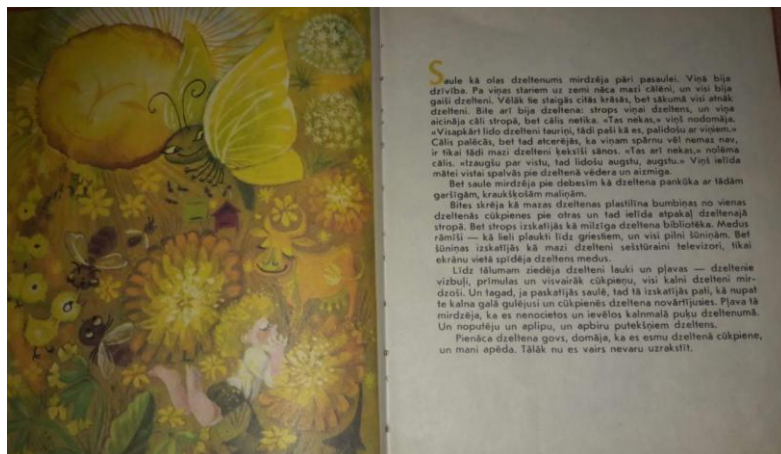 Saule kā olas dzeltenums mirdzēja pāri pasaulei. Viņā bija
dzīvība. Pa viņas stariem uz zemi nāca mazi cālēni, un visi bija
gaiši dzelteni. Vēlāk tie staigās citās krāsās, bet sākumā visi atnāk
dzelteni. Bite arī bija dzeltena: strops viņai dzeltens, un viņa
aicināja cāli stropā, bet cālis netika. «Tas nekas,» viņš nodomāja.
«Visapkārt lido dzelteni tauriņi, tādi paši kā es, palidošu ar viņiem.»
Cālis palēcās, bet tad atcerējās, ka viņam spārnu vēl nemaz nav,
ir tikai tādi mazi dzelteni ķeksīši sānos. «Tas arī nekas,» nolēma
cālis. «Izaugšu par vistu, tad lidošu augstu, augstu.» Viņš ielīda
mātei vistai spalvās pie dzeltenā vēdera un aizmiga.
Bet saule mirdzēja pie debesīm kā dzeltena pankūka ar tādām
garšīgām, kraukšķošām maliņām.
Bites skrēja kā mazas dzeltenas plastilīna bumbiņas no vienas
dzeltenās cūkpienes pie otras un tad ielīda atpakaļ dzeltenajā
stropā. Bet strops izskatījās kā milzīga dzeltena bibliotēka. Medus
rāmīši — kā lieli plaukti līdz griestiem, un visi pilni šūniņām. Bet
šūniņas izskatījās kā mazi dzelteni sešstūraini televizori, tikai
ekrānu vietā spīdēja dzeltens medus.
Līdz tālumam ziedēja dzelteni lauki un pļavas — dzeltenie
vizbuļi, prīmulas un visvairāk cūkpieņu, visi kalni dzelteni mir-
dzoši. Un tagad, ja paskatījās saulē, tad tā izskatījās pati, kā nupat
te kalna galā gulējusi un cūkpienēs dzeltena novārtījusies. Pļava tā
mirdzēja, ka es nenocietos un ievēlos kalnmalā puķu dzeltenumā.
Un noputēju un aplipu, un apbiru putekšņiem dzeltens.
Pienāca dzeltena govs, domāja, ka es esmu dzeltenā cūkpiene,
un mani apēda. Tālāk nu es vairs nevaru uzrakstīt.